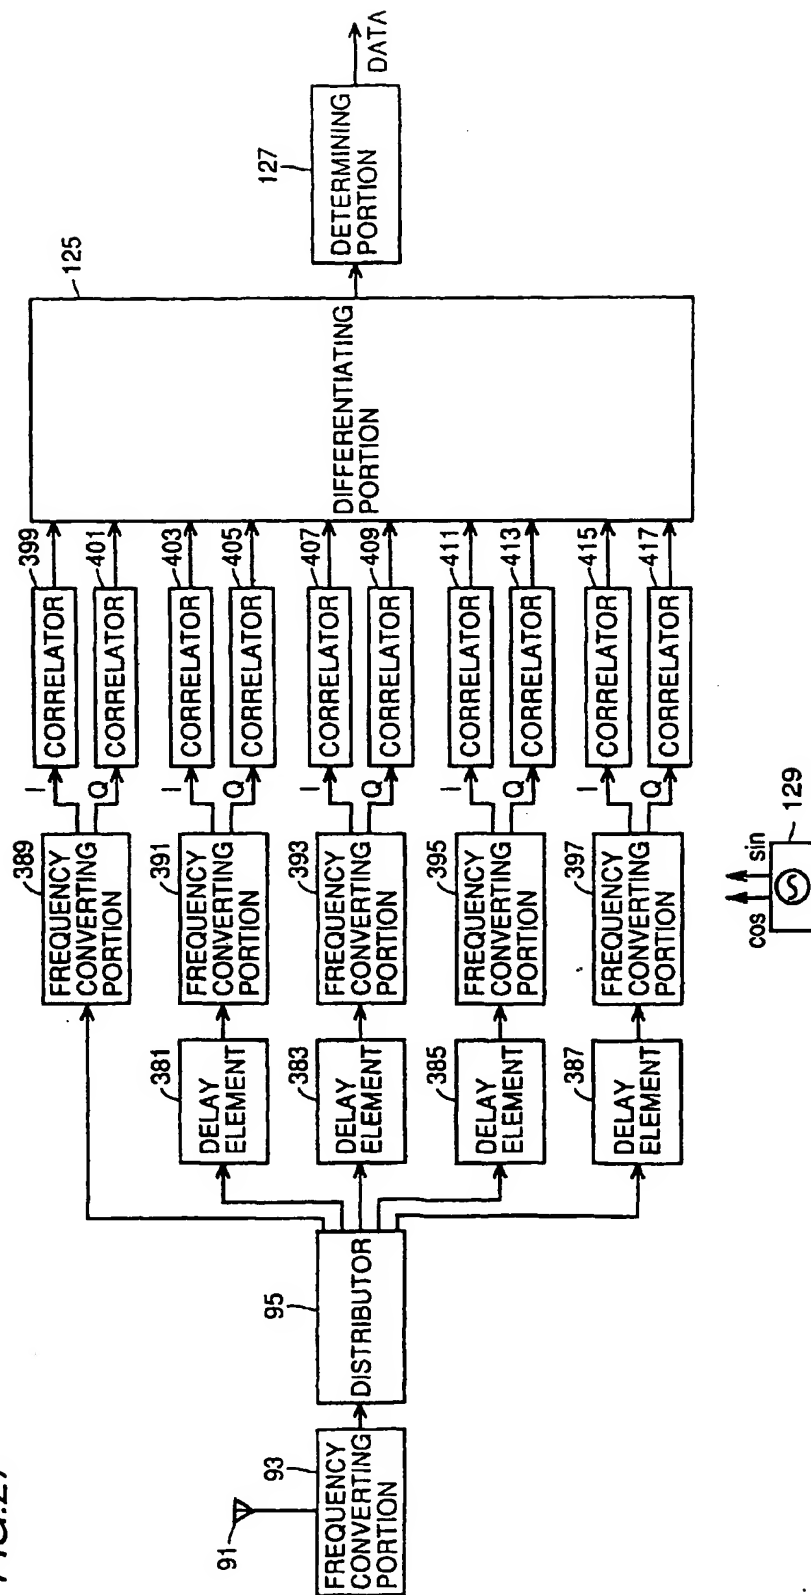 FIG.27
91
93
FREQUENCY
CONVERTING
PORTION
95
DISTRIBUTOR
381
DELAY
ELEMENT
383
DELAY
ELEMENT
385
DELAY
ELEMENT
387
DELAY
ELEMENT
389
FREQUENCY
CONVERTING
PORTION
391
FREQUENCY
CONVERTING
PORTION
393
FREQUENCY
CONVERTING
PORTION
395
FREQUENCY
CONVERTING
PORTION
397
FREQUENCY
CONVERTING
PORTION
I
Q
I
Q
I
Q
I
Q
I
Q
399
CORRELATOR
401
CORRELATOR
403
CORRELATOR
405
CORRELATOR
407
CORRELATOR
409
CORRELATOR
411
CORRELATOR
413
CORRELATOR
415
CORRELATOR
417
CORRELATOR
125
DIFFERENTIATING
PORTION
127
DETERMINING
PORTION
DATA
cos
sin
129